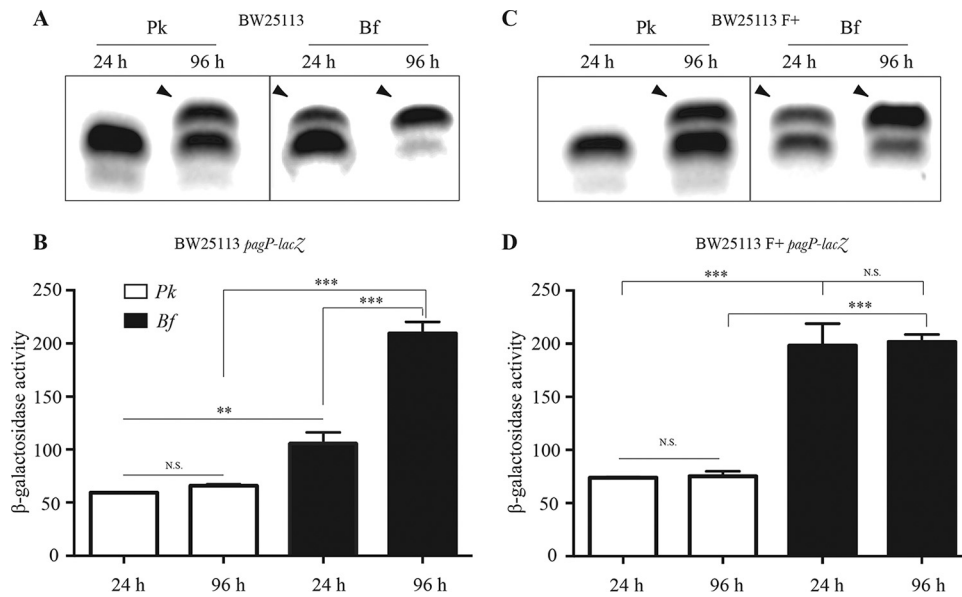 A
BW25113
Pk
Bf
24 h
96 h
24 h
96 h
C
BW25113 F+
Pk
Bf
24 h
96 h
24 h
96 h
B
BW25113 pagP-lacZ
β-galactosidase activity
250
200
150
100
50
0
Pk
Bf
***
***
**
N.S.
24 h
96 h
24 h
96 h
D
BW25113 F+ pagP-lacZ
β-galactosidase activity
250
200
150
100
50
0
***
N.S.
***
N.S.
24 h
96 h
24 h
96 h